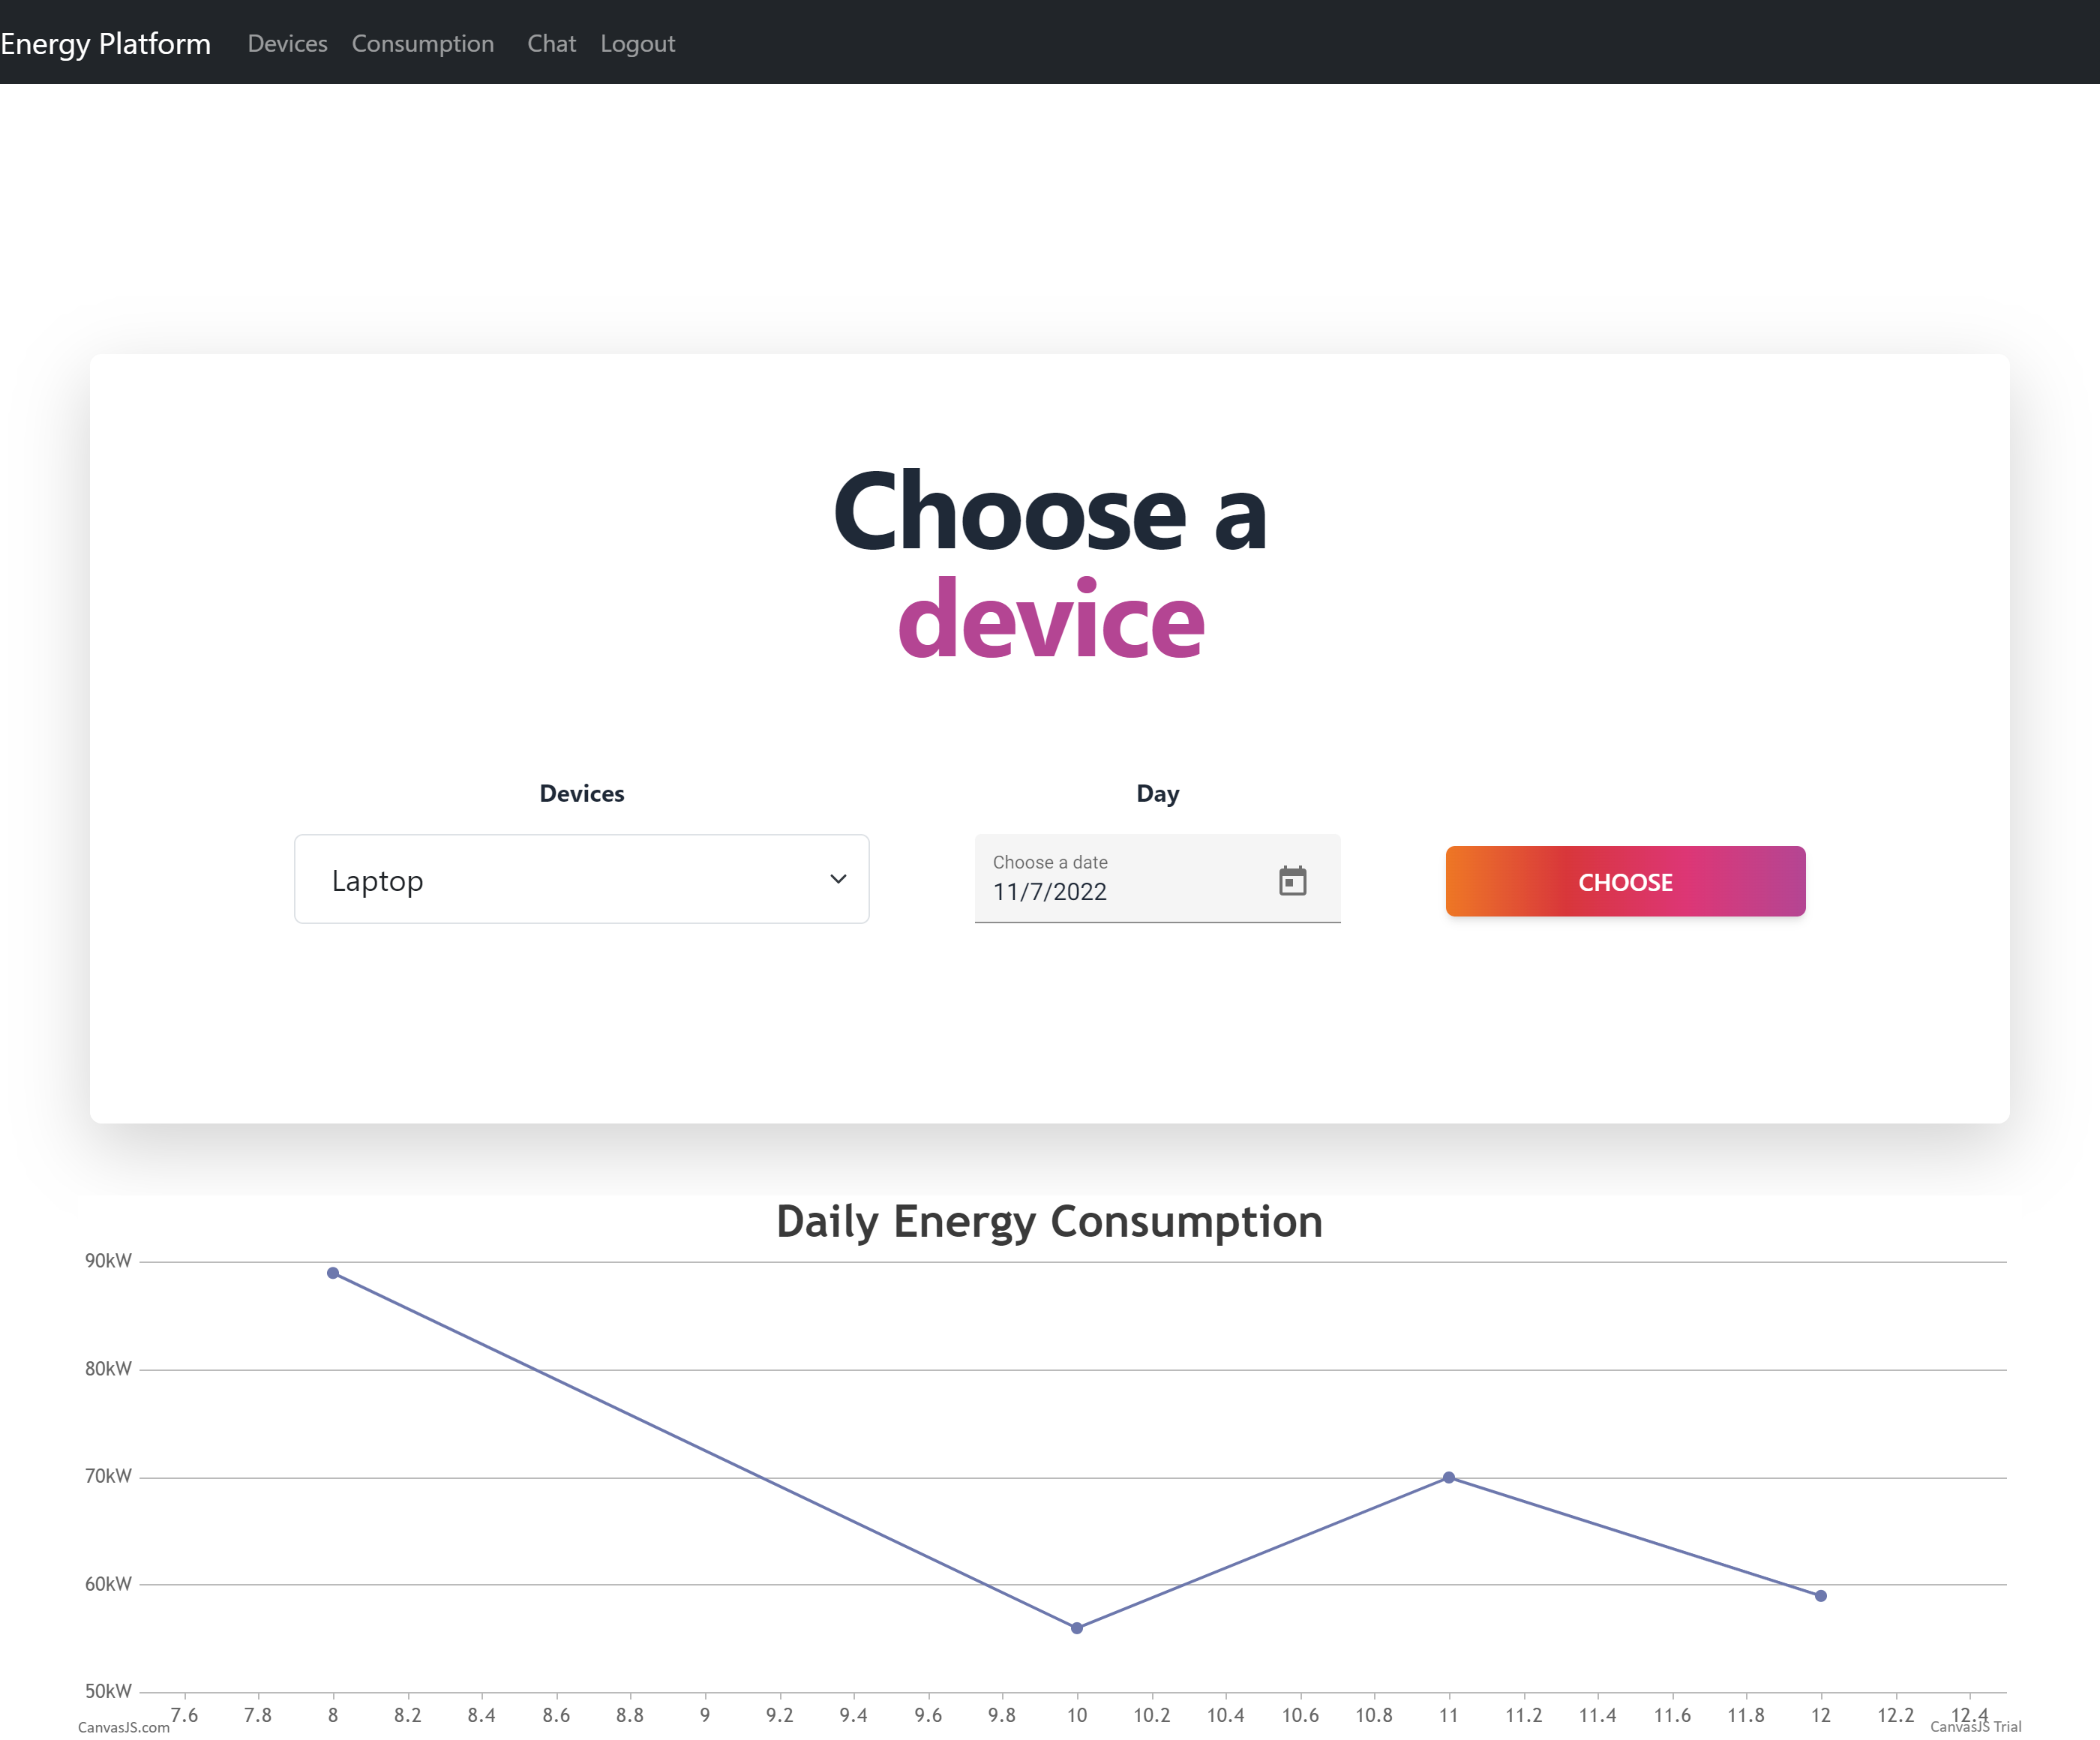 Energy Platform Devices Consumption Chat Logout
Choose a
device
Devices Day
Laptop
Choose a date
11/7/2022
CHOOSE
Daily Energy Consumption
90kW
80kW
70kW
60kW
50kW
7.6 7.8 8 8.2 8.4 8.6 8.8 9 9.2 9.4 9.6 9.8 10 10.2 10.4 10.6 10.8 11 11.2 11.4 11.6 11.8 12 12.2 12.4
CanvasJS.com CanvasJS Trial